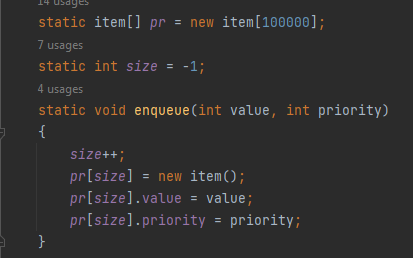 14 usages
static item[] pr = new item[100000];
7 usages
static int size = -1;
4 usages
static void enqueue(int value, int priority)
{
size++;
pr[size] = new item();
pr[size].value = value;
pr[size].priority = priority;
}